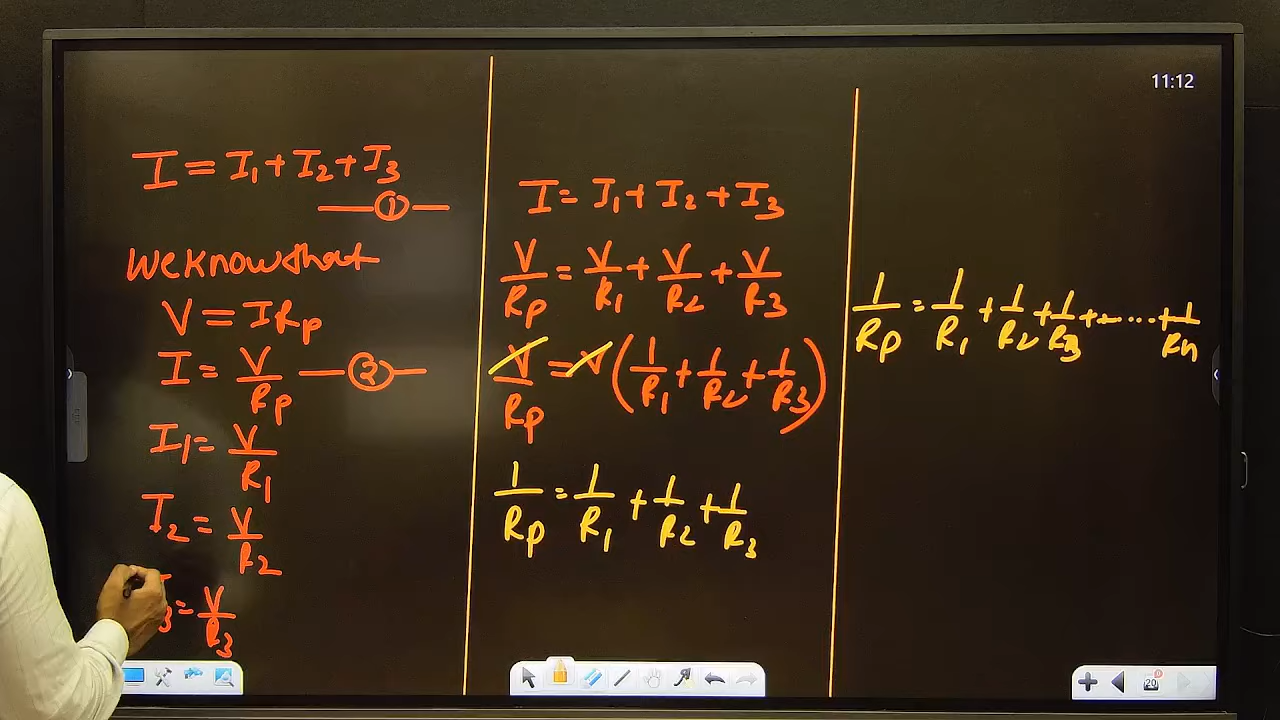 11:12
I = I₁ + I₂ + I₃
—①—
We know that
V = IRp
I = V/Rp —②—
I₁ = V/R₁
I₂ = V/R₂
₃ = V/R₃
I = I₁ + I₂ + I₃
V/Rp = V/R₁ + V/R₂ + V/R₃
V/Rp = V(1/R₁ + 1/R₂ + 1/R₃)
1/Rp = 1/R₁ + 1/R₂ + 1/R₃
1/Rp = 1/R₁ + 1/R₂ + 1/R₃ + ...... + 1/Rn
20